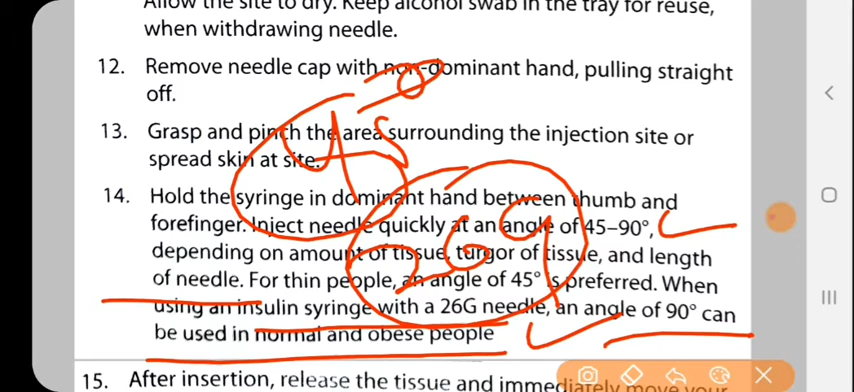 Allow the site to dry. Keep alcohol swab in the tray for reuse,
when withdrawing needle.
12. Remove needle cap with non-dominant hand, pulling straight
off.
13. Grasp and pinch the area surrounding the injection site or
spread skin at site.
14. Hold the syringe in dominant hand between thumb and
forefinger. Inject needle quickly at an angle of 45–90°,
depending on amount of tissue, turgor of tissue, and length
of needle. For thin people, an angle of 45° is preferred. When
using an insulin syringe with a 26G needle, an angle of 90° can
be used in normal and obese people
15. After insertion, release the tissue and immediately move your
45°
26G